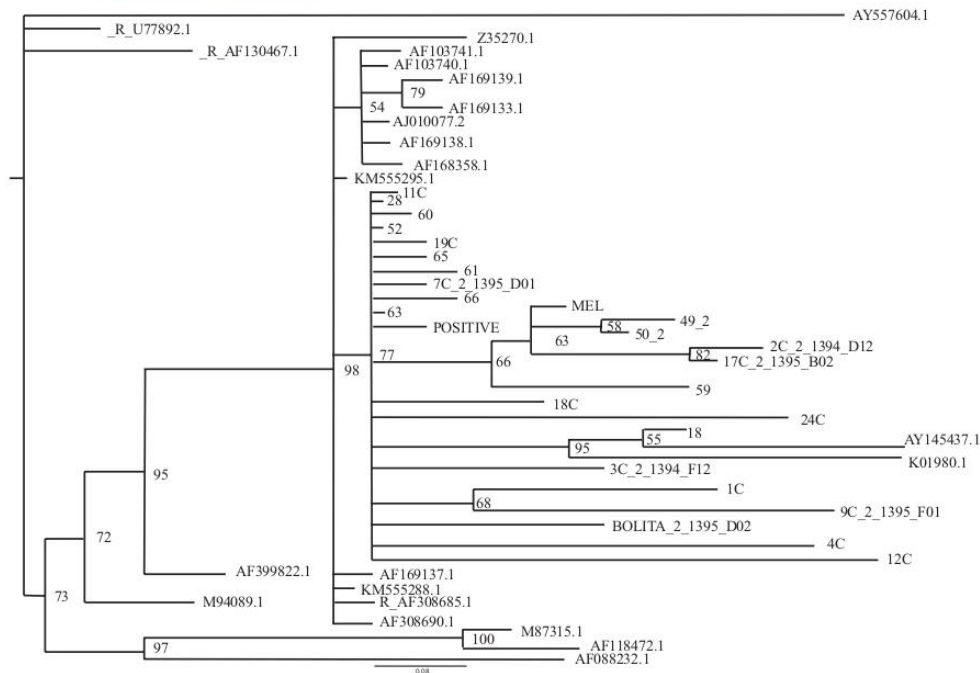 AY557604.1
_R_U77892.1
Z35270.1
_R_AF130467.1
AF103741.1
AF103740.1
AF169139.1
79
54
AF169133.1
AJ010077.2
AF169138.1
AF168358.1
KM555295.1
11C
28
60
52
19C
65
61
7C_2_1395_D01
66
63
MEL
POSITIVE
49_2
58
50_2
63
2C_2_1394_D12
77
66
82
17C_2_1395_B02
98
59
18C
24C
18
55
AY145437.1
95
K01980.1
3C_2_1394_F12
95
1C
68
9C_2_1395_F01
BOLITA_2_1395_D02
72
4C
12C
AF399822.1
AF169137.1
KM555288.1
73
M94089.1
R_AF308685.1
AF308690.1
M87315.1
100
97
AF118472.1
AF088232.1
0.08